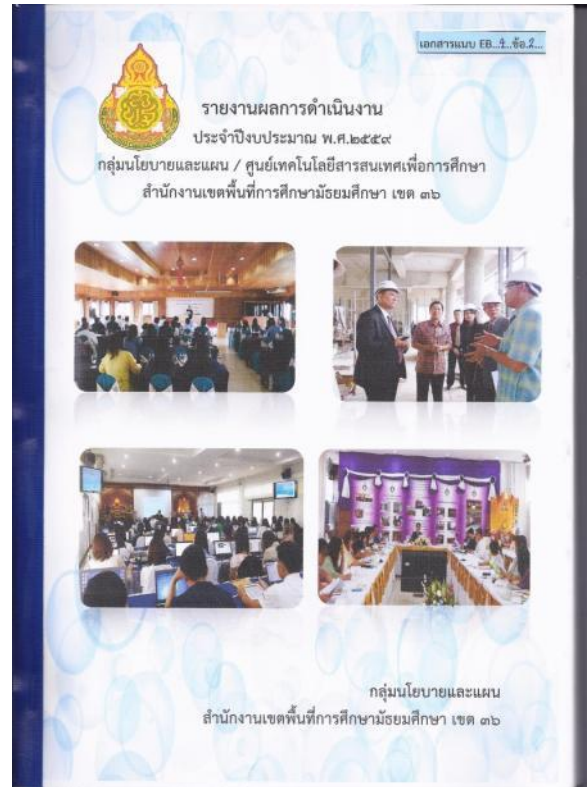 เอกสารแบบ EB...4..ข้อ.2...
รายงานผลการดำเนินงาน
ประจำปีงบประมาณ พ.ศ.๒๕๕๙
กลุ่มนโยบายและแผน / ศูนย์เทคโนโลยีสารสนเทศเพื่อการศึกษา
สำนักงานเขตพื้นที่การศึกษามัธยมศึกษา เขต ๓๖
กลุ่มนโยบายและแผน
สำนักงานเขตพื้นที่การศึกษามัธยมศึกษา เขต ๓๖